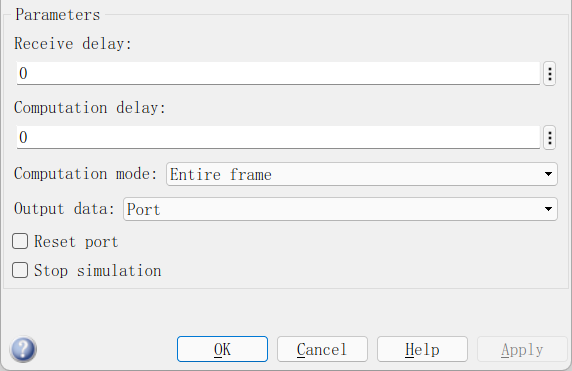 Parameters
Receive delay:
0
Computation delay:
0
Computation mode: Entire frame
Output data: Port
Reset port
Stop simulation
? OK Cancel Help Apply